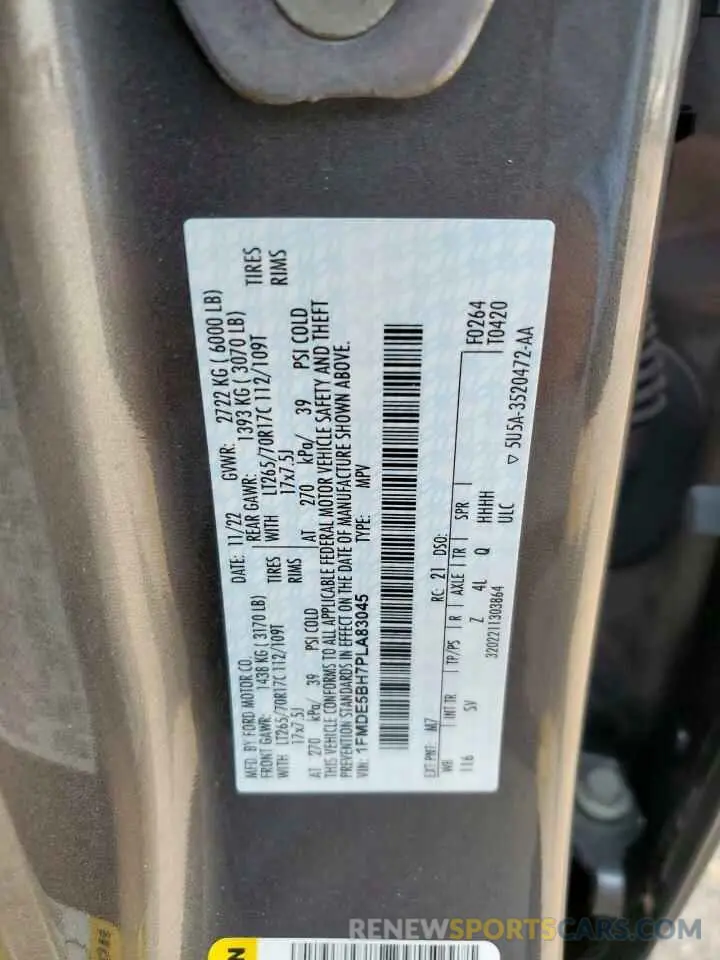 MFD. BY FORD MOTOR CO. DATE: 11/22 GVWR: 2722 KG ( 6000 LB)
FRONT GAWR: 1438 KG ( 3170 LB) REAR GAWR: 1393 KG ( 3070 LB)
WITH LT265/70R17C 112/109T TIRES WITH LT265/70R17C 112/109T TIRES
17x7.5J RIMS 17x7.5J RIMS
AT 270 kPa/ 39 PSI COLD AT 270 kPa/ 39 PSI COLD
THIS VEHICLE CONFORMS TO ALL APPLICABLE FEDERAL MOTOR VEHICLE SAFETY AND THEFT
PREVENTION STANDARDS IN EFFECT ON THE DATE OF MANUFACTURE SHOWN ABOVE.
VIN: 1FMDE5BH7PLA83045 TYPE: MPV
EXT PNT: M7 RC: 21 DSO: F0264
WB INT TR TP/PS R AXLE TR SPR T0420
116 SV Z 4L Q HHHH
3202211303864 ULC ▽ 5U5A-3520472-AA
RENEWSPORTSCARS.COM